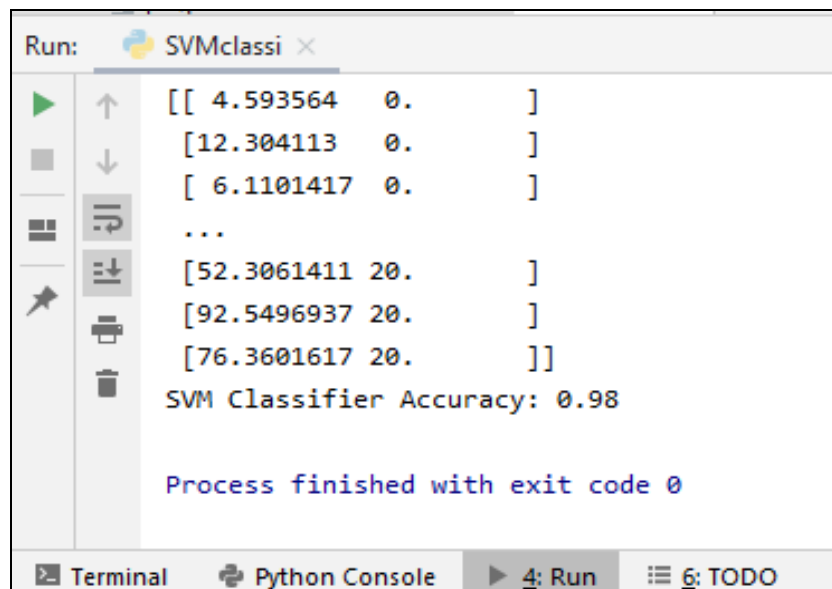 Run: SVMclassi
[[ 4.593564   0.       ]
 [12.304113   0.       ]
 [ 6.1101417  0.       ]
 ...
 [52.3061411 20.       ]
 [92.5496937 20.       ]
 [76.3601617 20.       ]]
SVM Classifier Accuracy: 0.98
Process finished with exit code 0
Terminal Python Console 4: Run 6: TODO